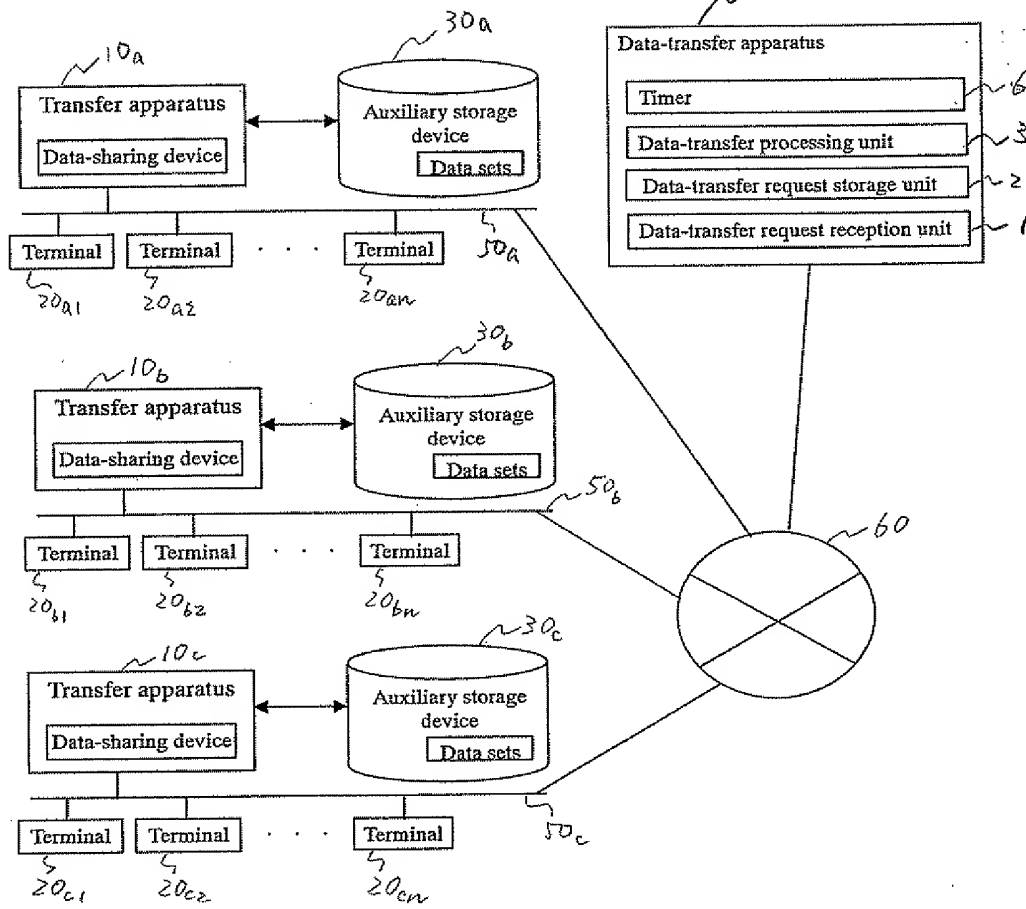 30a
10a
Transfer apparatus
Data-sharing device
Auxiliary storage
device
Data sets
Terminal
Terminal
. . . .
Terminal
50a
20a1
20a2
20an
Data-transfer apparatus
Timer
6
Data-transfer processing unit
3
Data-transfer request storage unit
2
Data-transfer request reception unit
1
30b
10b
Transfer apparatus
Data-sharing device
Auxiliary storage
device
Data sets
50b
Terminal
Terminal
. . . .
Terminal
20b1
20b2
20bn
60
30c
10c
Transfer apparatus
Data-sharing device
Auxiliary storage
device
Data sets
50c
Terminal
Terminal
. . . .
Terminal
20c1
20c2
20cn